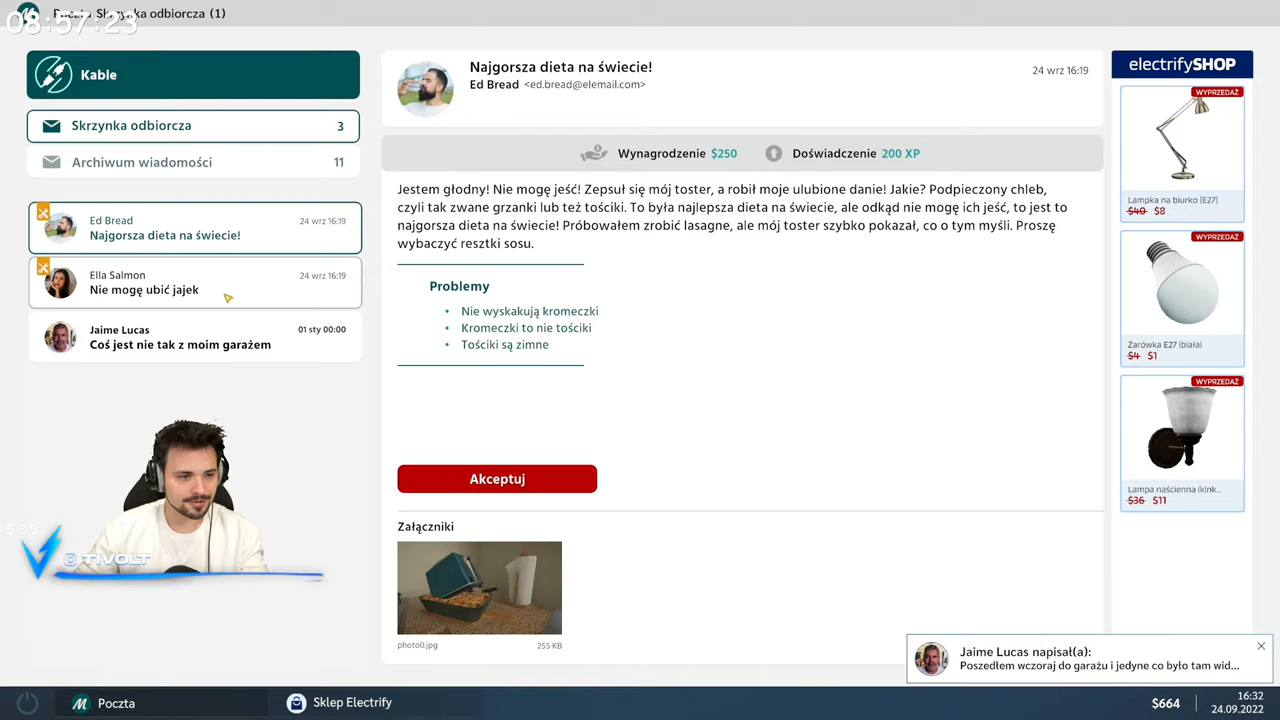 08:57:23
Poczta Skrzynka odbiorcza (1)
Kable
Skrzynka odbiorcza 3
Archiwum wiadomości 11
Ed Bread 24 wrz 16:19
Najgorsza dieta na świecie!
Ella Salmon 24 wrz 16:19
Nie mogę ubić jajek
Jaime Lucas 01 sty 00:00
Coś jest nie tak z moim garażem
505
@TIVOLT
Najgorsza dieta na świecie!
Ed Bread <ed.bread@elemail.com>
24 wrz 16:19
Wynagrodzenie $250 Doświadczenie 200 XP
Jestem głodny! Nie mogę jeść! Zepsuł się mój toster, a robił moje ulubione danie! Jakie? Podpieczony chleb,
czyli tak zwane grzanki lub też tościki. To była najlepsza dieta na świecie, ale odkąd nie mogę ich jeść, to jest to
najgorsza dieta na świecie! Próbowałem zrobić lasagne, ale mój toster szybko pokazał, co o tym myśli. Proszę
wybaczyć resztki sosu.
Problemy
• Nie wyskakują kromeczki
• Kromeczki to nie tościki
• Tościki są zimne
Akceptuj
Załączniki
photo0.jpg 255 KB
electrifySHOP
WYPRZEDAŻ
Lampka na biurko [E27]
$40 $8
WYPRZEDAŻ
Żarówka E27 (biała)
$4 $1
WYPRZEDAŻ
Lampa naścienna (kink...
$36 $11
Jaime Lucas napisał(a):
Poszedłem wczoraj do garażu i jedyne co było tam wid...
Poczta
Sklep Electrify
$664
16:32
24.09.2022